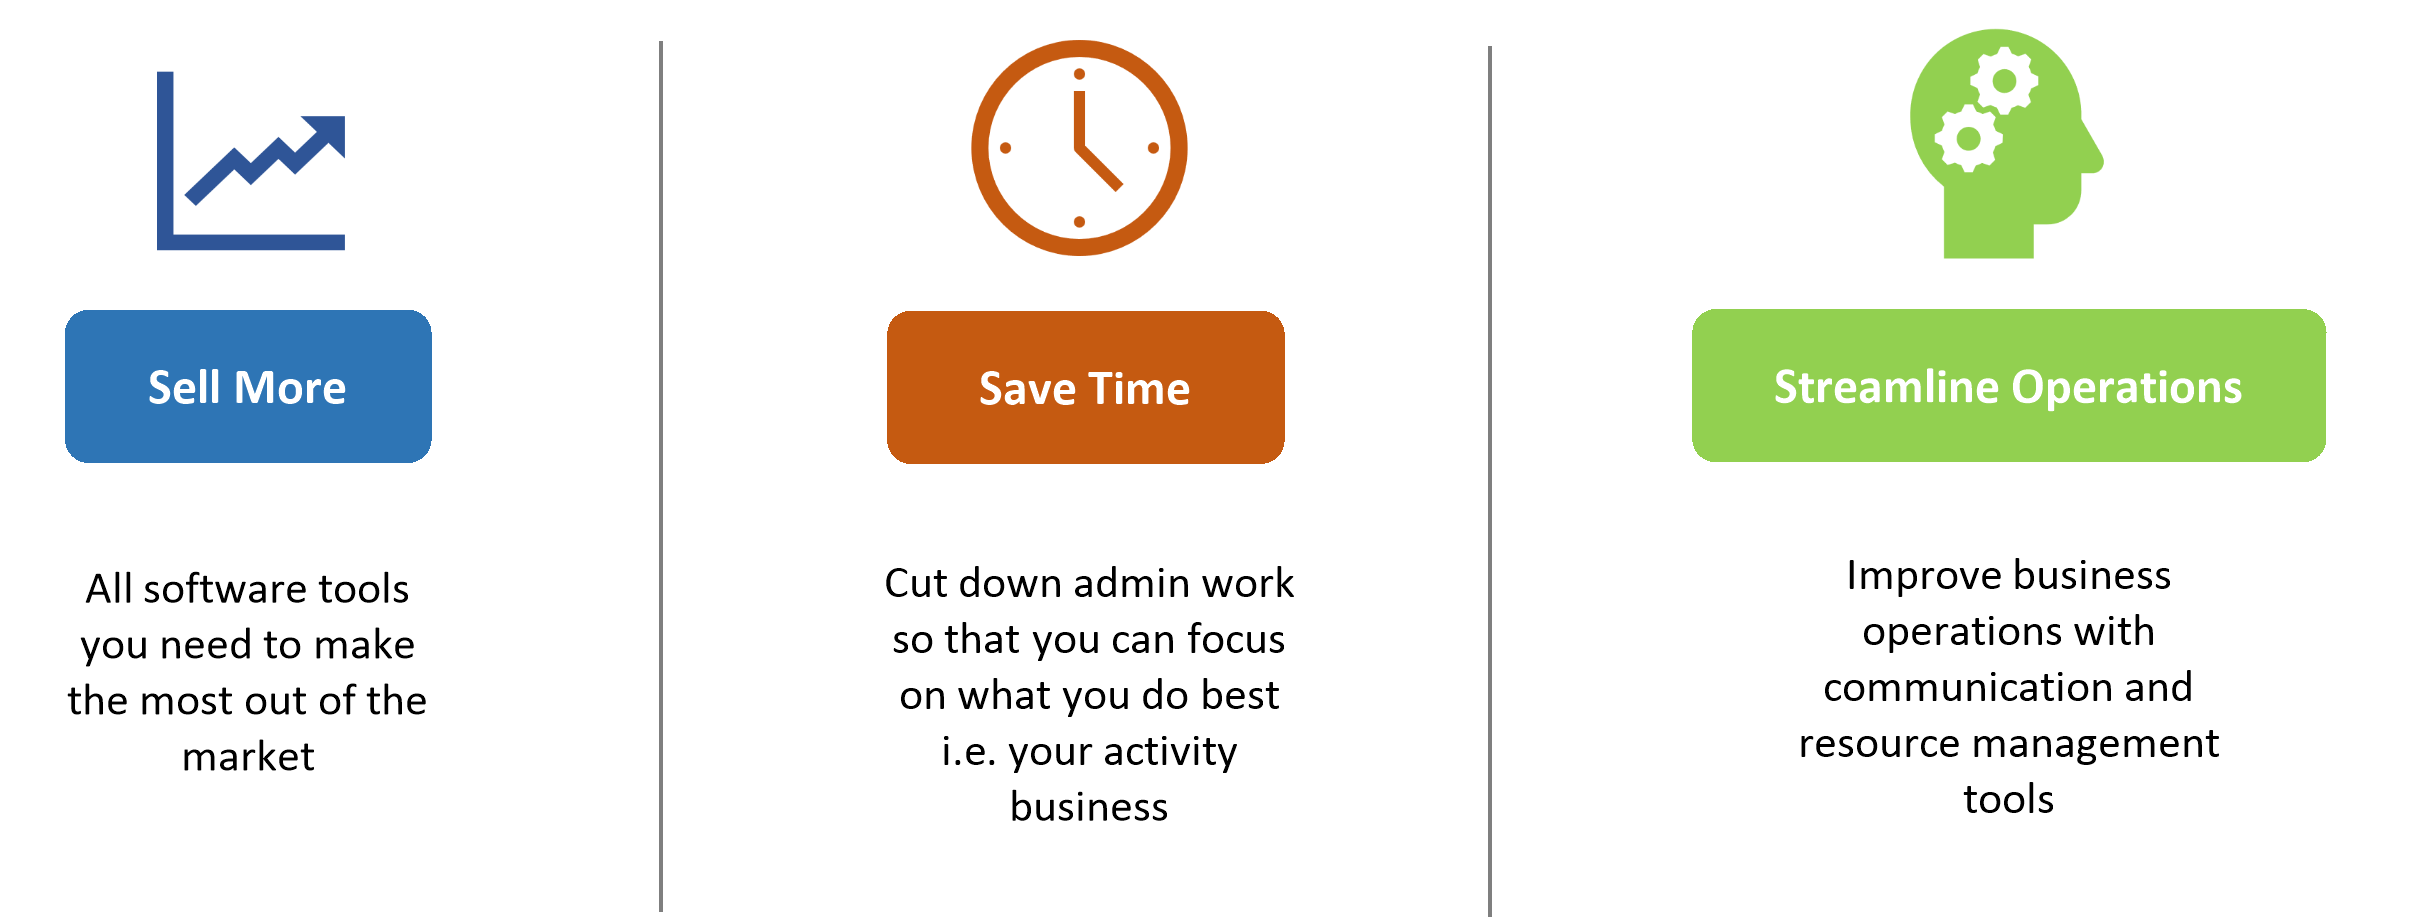 Sell More
All software tools
you need to make
the most out of the
market
Save Time
Cut down admin work
so that you can focus
on what you do best
i.e. your activity
business
Streamline Operations
Improve business
operations with
communication and
resource management
tools